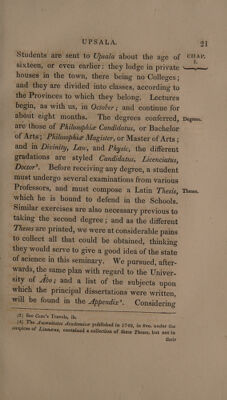 UPSALA. 21
Students are sent to Upsala about the age of CHAP.
sixteen, or even earlier: they lodge in private I.
houses in the town, there being no Colleges;
and they are divided into classes, according to
the Provinces to which they belong. Lectures
begin, as with us, in October; and continue for
about eight months. The degrees conferred, Degrees.
are those of Philosophiæ Candidatus, or Bachelor
of Arts; Philosophiæ Magister, or Master of Arts;
and in Divinity, Law, and Physic, the different
gradations are styled Candidatus, Licenciatus,
Doctor³. Before receiving any degree, a student
must undergo several examinations from various
Professors, and must compose a Latin Thesis, Theses.
which he is bound to defend in the Schools.
Similar exercises are also necessary previous to
taking the second degree; and as the different
Theses are printed, we were at considerable pains
to collect all that could be obtained, thinking
they would serve to give a good idea of the state
of science in this seminary. We pursued, after-
wards, the same plan with regard to the Univer-
sity of Åbo; and a list of the subjects upon
which the principal dissertations were written,
will be found in the Appendix⁴. Considering
(3) See Coxe's Travels, ib.
(4) The Amœnitates Academicæ published in 1749, in 8vo. under the
auspices of Linnæus, contained a collection of these Theses, but not in
their